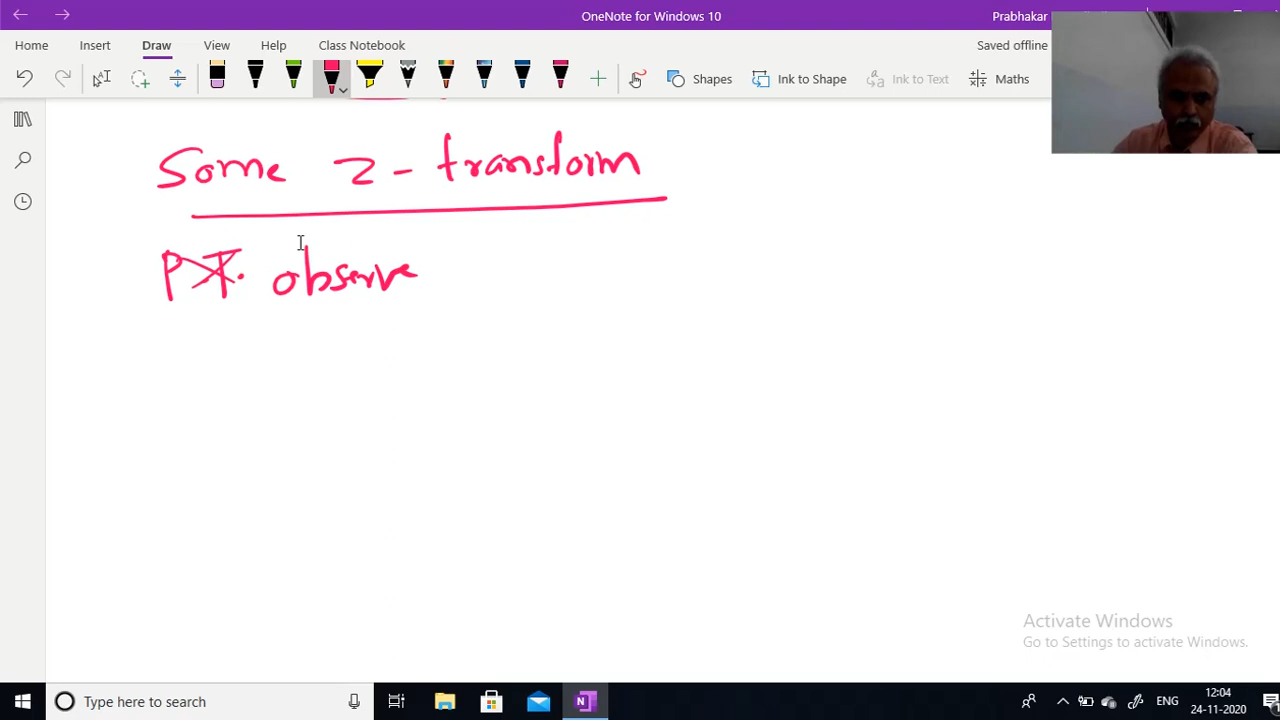 OneNote for Windows 10
Prabhakar
Home Insert Draw View Help Class Notebook
Saved offline
Shapes Ink to Shape Ink to Text Maths
Some z - transform
P.T. observe
Activate Windows
Go to Settings to activate Windows.
Type here to search
ENG
12:04
24-11-2020